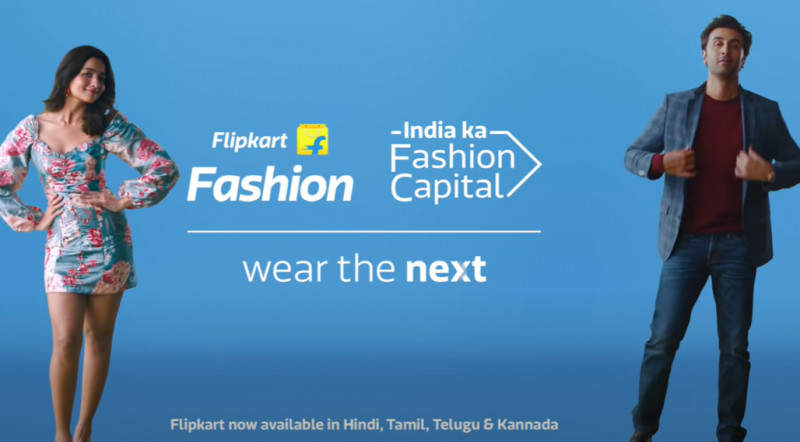 Flipkart
Fashion
India ka
Fashion
Capital
wear the next
Flipkart now available in Hindi, Tamil, Telugu & Kannada